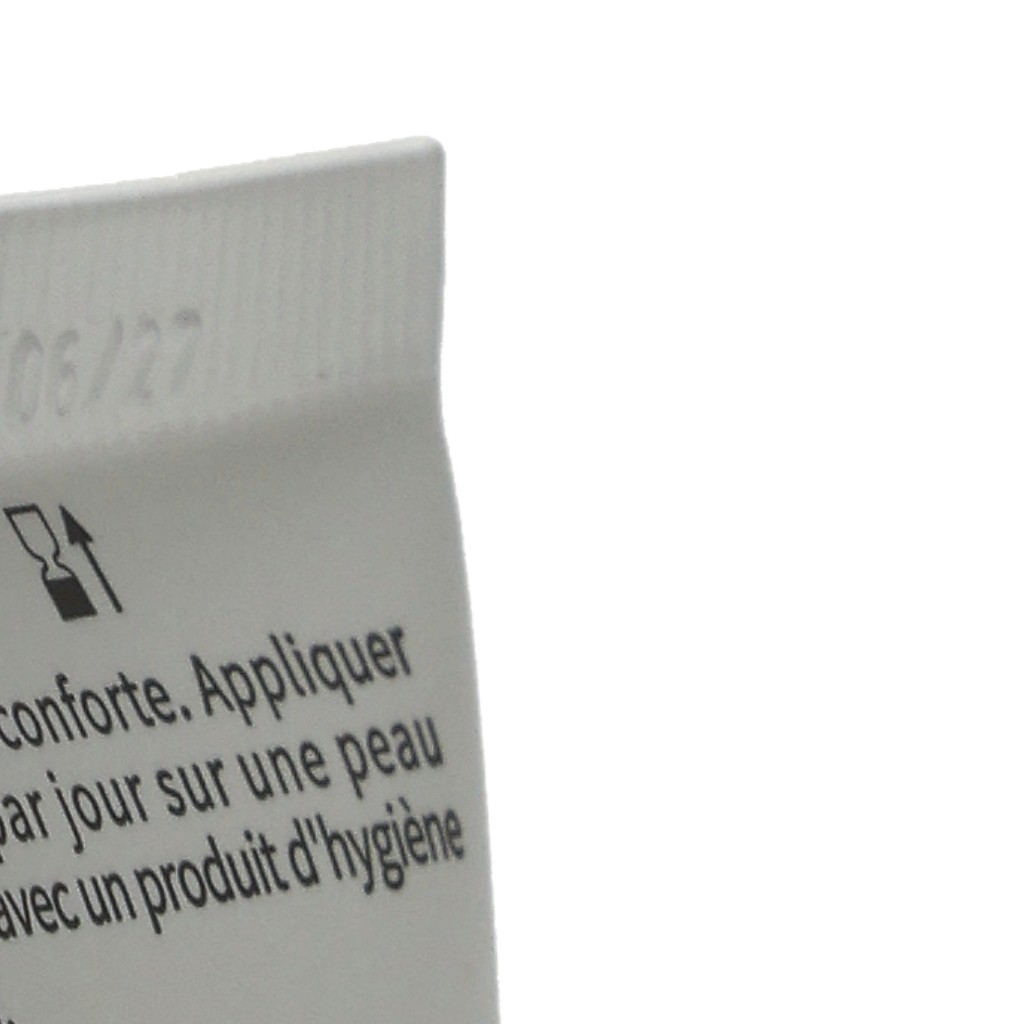 06/27
conforte. Appliquer
par jour sur une peau
avec un produit d'hygiène